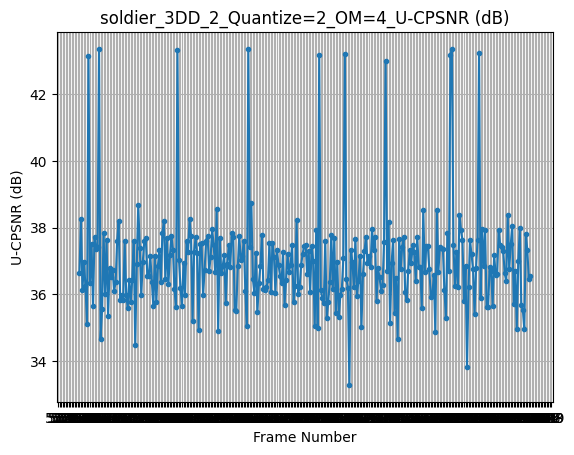 soldier_3DD_2_Quantize=2_OM=4_U-CPSNR (dB)
U-CPSNR (dB)
42
40
38
36
34
Frame Number